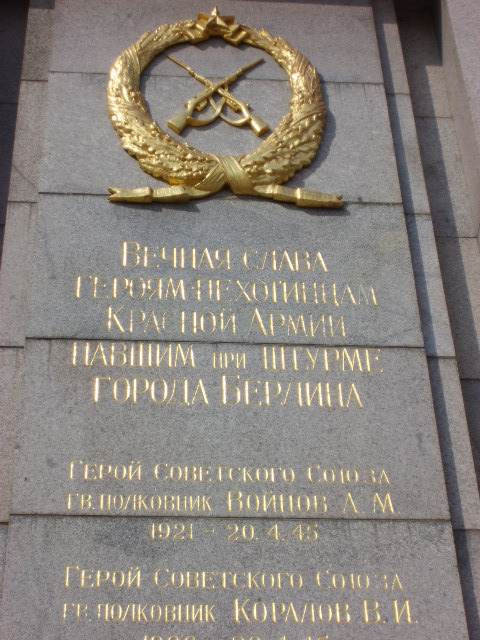 Вечная слава
героям-пехотинцам
Красной Армии
павшим при штурме
города Берлина
Герой Советского Союза
гв. полковник Войнов А.М
1921 - 20.4.45
Герой Советского Союза
гв. полковник Коралов В.И.